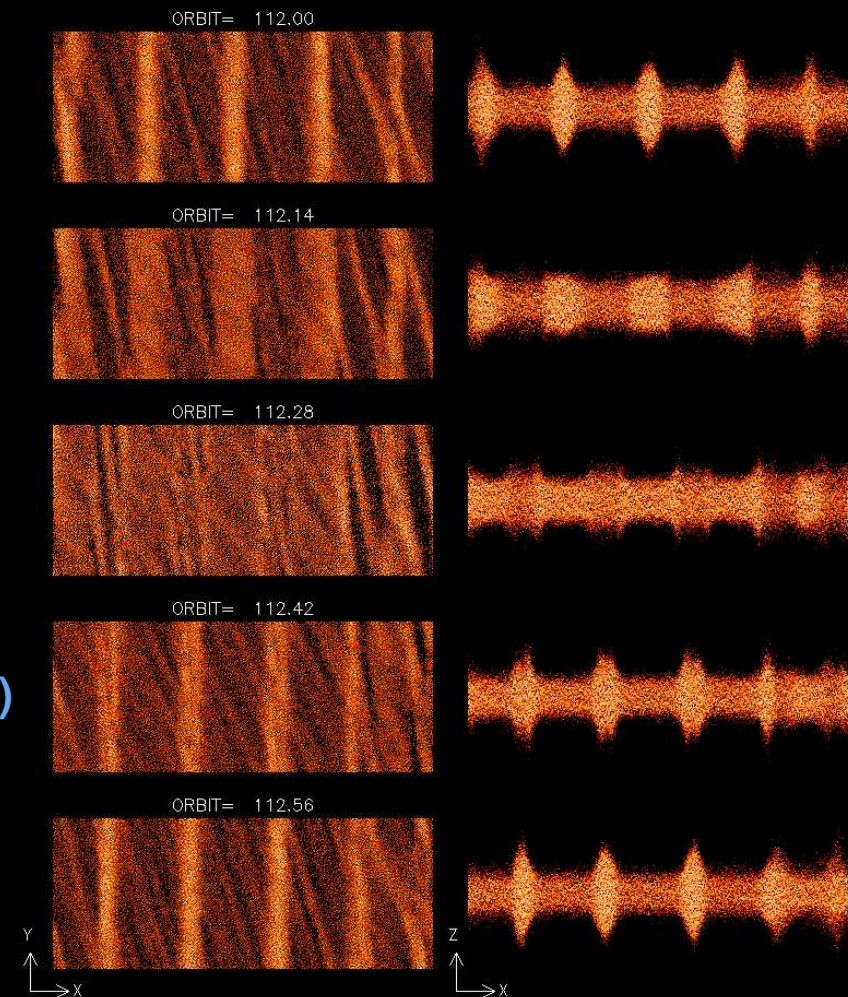 ORBIT= 112.00
ORBIT= 112.14
ORBIT= 112.28
ORBIT= 112.42
)
ORBIT= 112.56
Y
X
Z
X